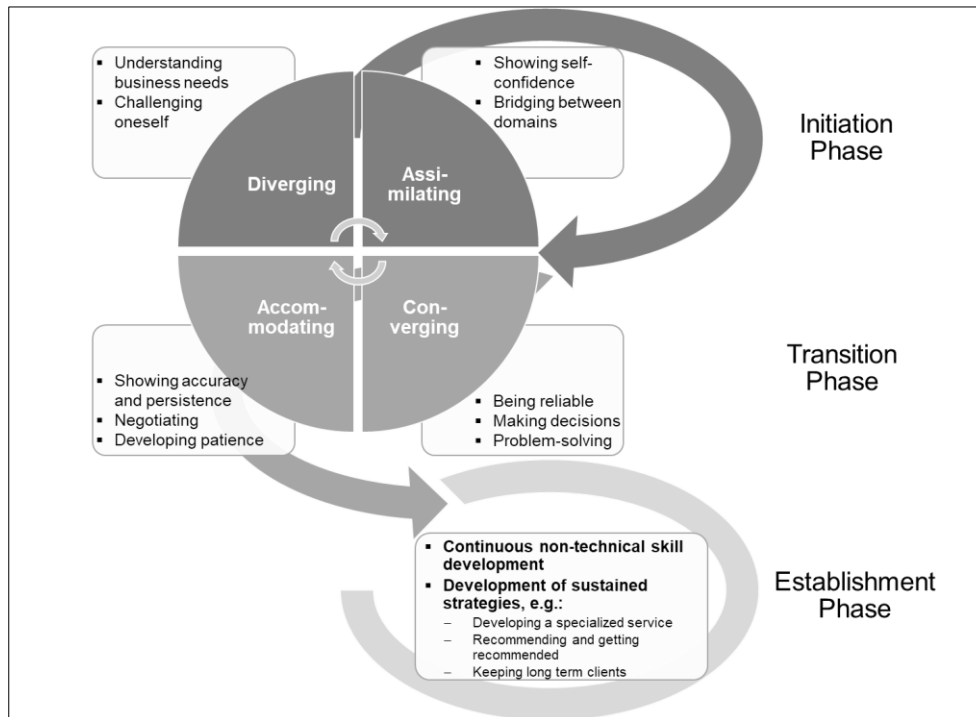 ▪ Understanding
business needs
▪ Challenging
oneself
▪ Showing self-
confidence
▪ Bridging between
domains
Initiation
Phase
Diverging
Assi-
milating
Accom-
modating
Con-
verging
Transition
Phase
▪ Showing accuracy
and persistence
▪ Negotiating
▪ Developing patience
▪ Being reliable
▪ Making decisions
▪ Problem-solving
▪ Continuous non-technical skill
development
▪ Development of sustained
strategies, e.g.:
– Developing a specialized service
– Recommending and getting
recommended
– Keeping long term clients
Establishment
Phase